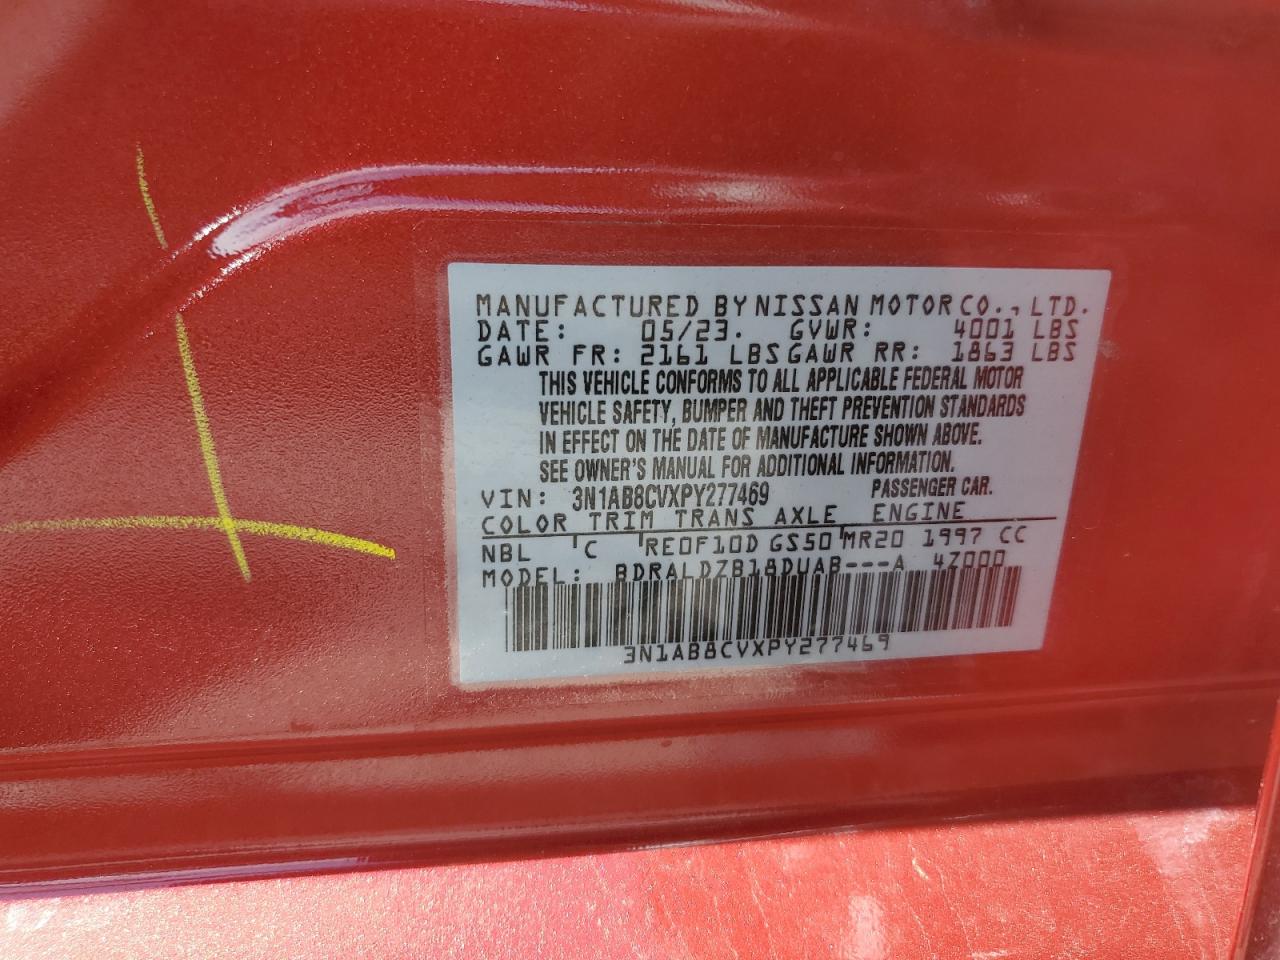 MANUFACTURED BY NISSAN MOTOR CO., LTD.
DATE: 05/23. GVWR: 4001 LBS
GAWR FR: 2161 LBS GAWR RR: 1863 LBS
THIS VEHICLE CONFORMS TO ALL APPLICABLE FEDERAL MOTOR
VEHICLE SAFETY, BUMPER AND THEFT PREVENTION STANDARDS
IN EFFECT ON THE DATE OF MANUFACTURE SHOWN ABOVE.
SEE OWNER'S MANUAL FOR ADDITIONAL INFORMATION.
VIN: 3N1AB8CVXPY277469 PASSENGER CAR.
COLOR TRIM TRANS AXLE ENGINE
NBL C RE0F10D GS50 MR20 1997 CC
MODEL: BDRALDZB18DUAB---A 4Z000
3N1AB8CVXPY277469